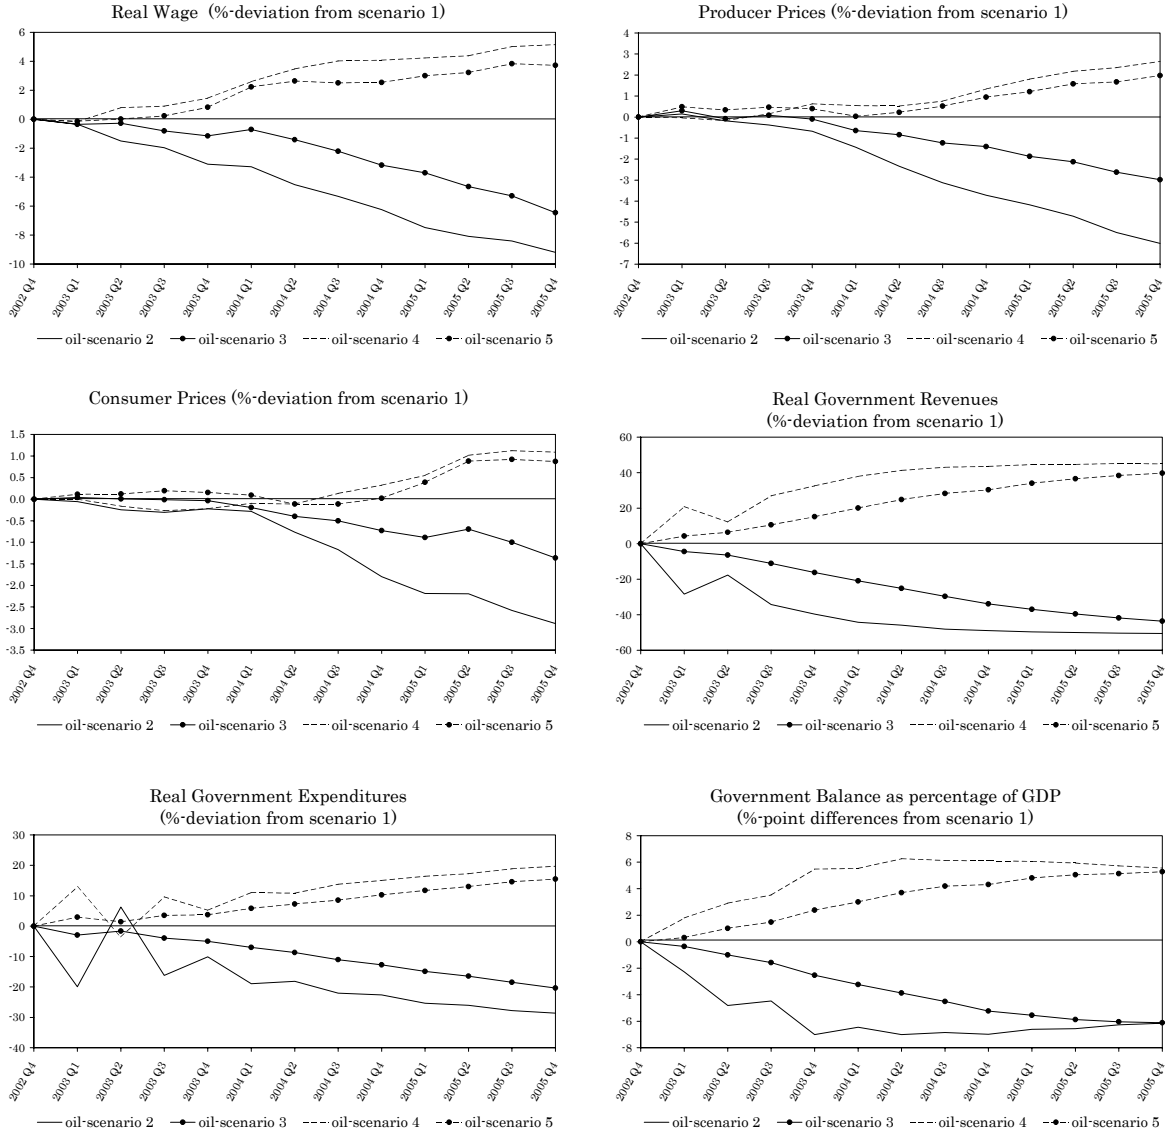 Real Wage (%-deviation from scenario 1)
6
4
2
0
-2
-4
-6
-8
-10
2002 Q4
2003 Q1
2003 Q2
2003 Q3
2003 Q4
2004 Q1
2004 Q2
2004 Q3
2004 Q4
2005 Q1
2005 Q2
2005 Q3
2005 Q4
oil-scenario 2 oil-scenario 3 oil-scenario 4 oil-scenario 5
Producer Prices (%-deviation from scenario 1)
4
3
2
1
0
-1
-2
-3
-4
-5
-6
-7
2002 Q4
2003 Q1
2003 Q2
2003 Q3
2003 Q4
2004 Q1
2004 Q2
2004 Q3
2004 Q4
2005 Q1
2005 Q2
2005 Q3
2005 Q4
oil-scenario 2 oil-scenario 3 oil-scenario 4 oil-scenario 5
Consumer Prices (%-deviation from scenario 1)
1.5
1.0
0.5
0.0
-0.5
-1.0
-1.5
-2.0
-2.5
-3.0
-3.5
2002 Q4
2003 Q1
2003 Q2
2003 Q3
2003 Q4
2004 Q1
2004 Q2
2004 Q3
2004 Q4
2005 Q1
2005 Q2
2005 Q3
2005 Q4
oil-scenario 2 oil-scenario 3 oil-scenario 4 oil-scenario 5
Real Government Revenues
(%-deviation from scenario 1)
60
40
20
0
-20
-40
-60
2002 Q4
2003 Q1
2003 Q2
2003 Q3
2003 Q4
2004 Q1
2004 Q2
2004 Q3
2004 Q4
2005 Q1
2005 Q2
2005 Q3
2005 Q4
oil-scenario 2 oil-scenario 3 oil-scenario 4 oil-scenario 5
Real Government Expenditures
(%-deviation from scenario 1)
30
20
10
0
-10
-20
-30
-40
2002 Q4
2003 Q1
2003 Q2
2003 Q3
2003 Q4
2004 Q1
2004 Q2
2004 Q3
2004 Q4
2005 Q1
2005 Q2
2005 Q3
2005 Q4
oil-scenario 2 oil-scenario 3 oil-scenario 4 oil-scenario 5
Government Balance as percentage of GDP
(%-point differences from scenario 1)
8
6
4
2
0
-2
-4
-6
-8
2002 Q4
2003 Q1
2003 Q2
2003 Q3
2003 Q4
2004 Q1
2004 Q2
2004 Q3
2004 Q4
2005 Q1
2005 Q2
2005 Q3
2005 Q4
oil-scenario 2 oil-scenario 3 oil-scenario 4 oil-scenario 5